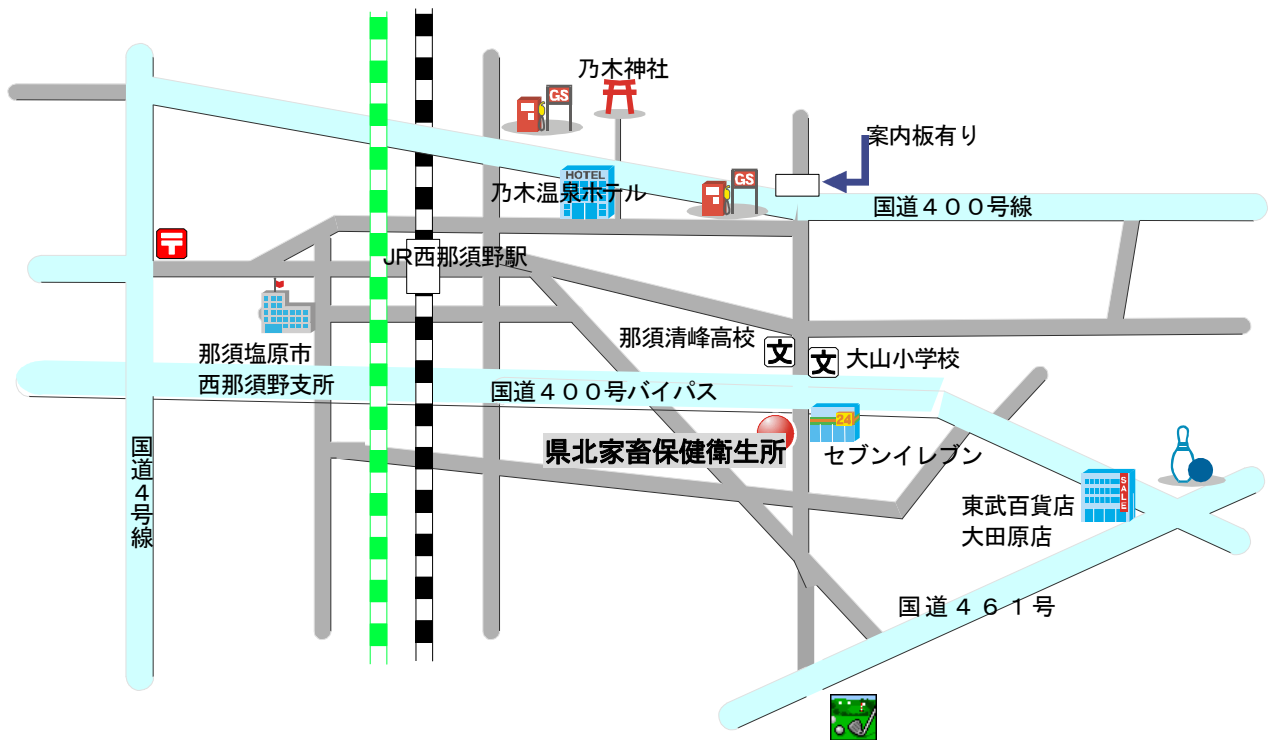 乃木神社
GS
案内板有り
HOTEL
GS
乃木温泉ホテル
国道４００号線
〒
JR西那須野駅
那須清峰高校
文
文
大山小学校
那須塩原市
西那須野支所
国道４００号バイパス
24
県北家畜保健衛生所
セブンイレブン
国道４号線
SALE
東武百貨店
大田原店
国道４６１号